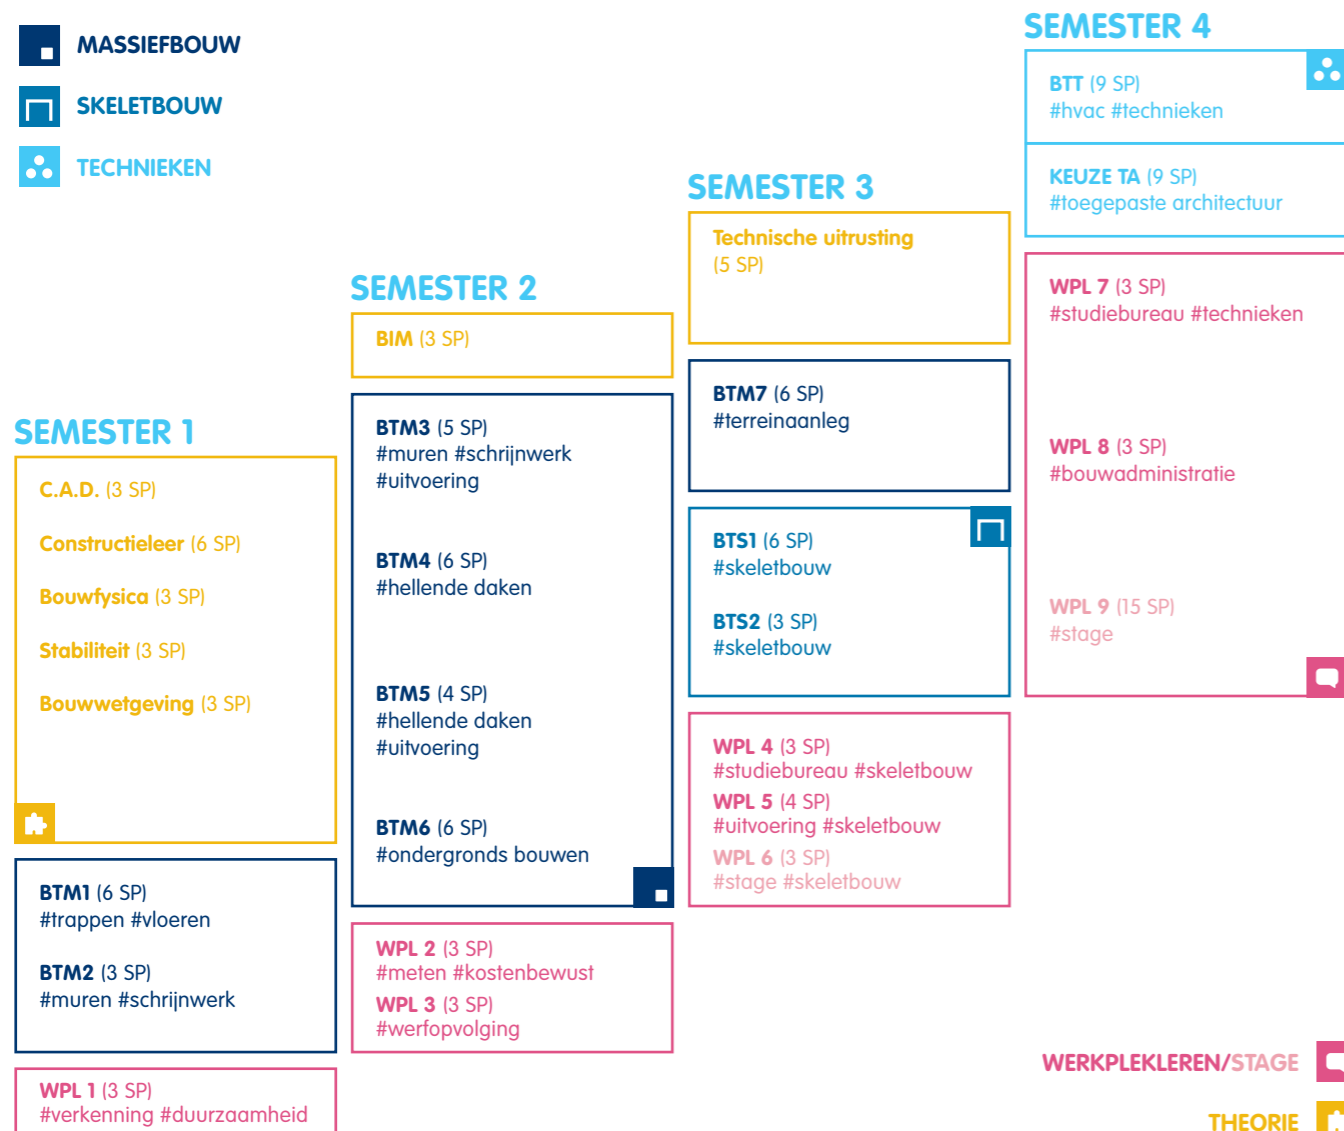 MASSIEFBOUW
SKELETBOUW
TECHNIEKEN
SEMESTER 1
C.A.D. (3 SP)
Constructieleer (6 SP)
Bouwfysica (3 SP)
Stabiliteit (3 SP)
Bouwwetgeving (3 SP)
BTM1 (6 SP)
#trappen #vloeren
BTM2 (3 SP)
#muren #schrijnwerk
WPL 1 (3 SP)
#verkenning #duurzaamheid
SEMESTER 2
BIM (3 SP)
BTM3 (5 SP)
#muren #schrijnwerk
#uitvoering
BTM4 (6 SP)
#hellende daken
BTM5 (4 SP)
#hellende daken
#uitvoering
BTM6 (6 SP)
#ondergronds bouwen
WPL 2 (3 SP)
#meten #kostenbewust
WPL 3 (3 SP)
#werfopvolging
SEMESTER 3
Technische uitrusting
(5 SP)
BTM7 (6 SP)
#terreinaanleg
BTS1 (6 SP)
#skeletbouw
BTS2 (3 SP)
#skeletbouw
WPL 4 (3 SP)
#studiebureau #skeletbouw
WPL 5 (4 SP)
#uitvoering #skeletbouw
WPL 6 (3 SP)
#stage #skeletbouw
SEMESTER 4
BTT (9 SP)
#hvac #technieken
KEUZE TA (9 SP)
#toegepaste architectuur
WPL 7 (3 SP)
#studiebureau #technieken
WPL 8 (3 SP)
#bouwadministratie
WPL 9 (15 SP)
#stage
WERKPLEKLEREN/STAGE
THEORIE